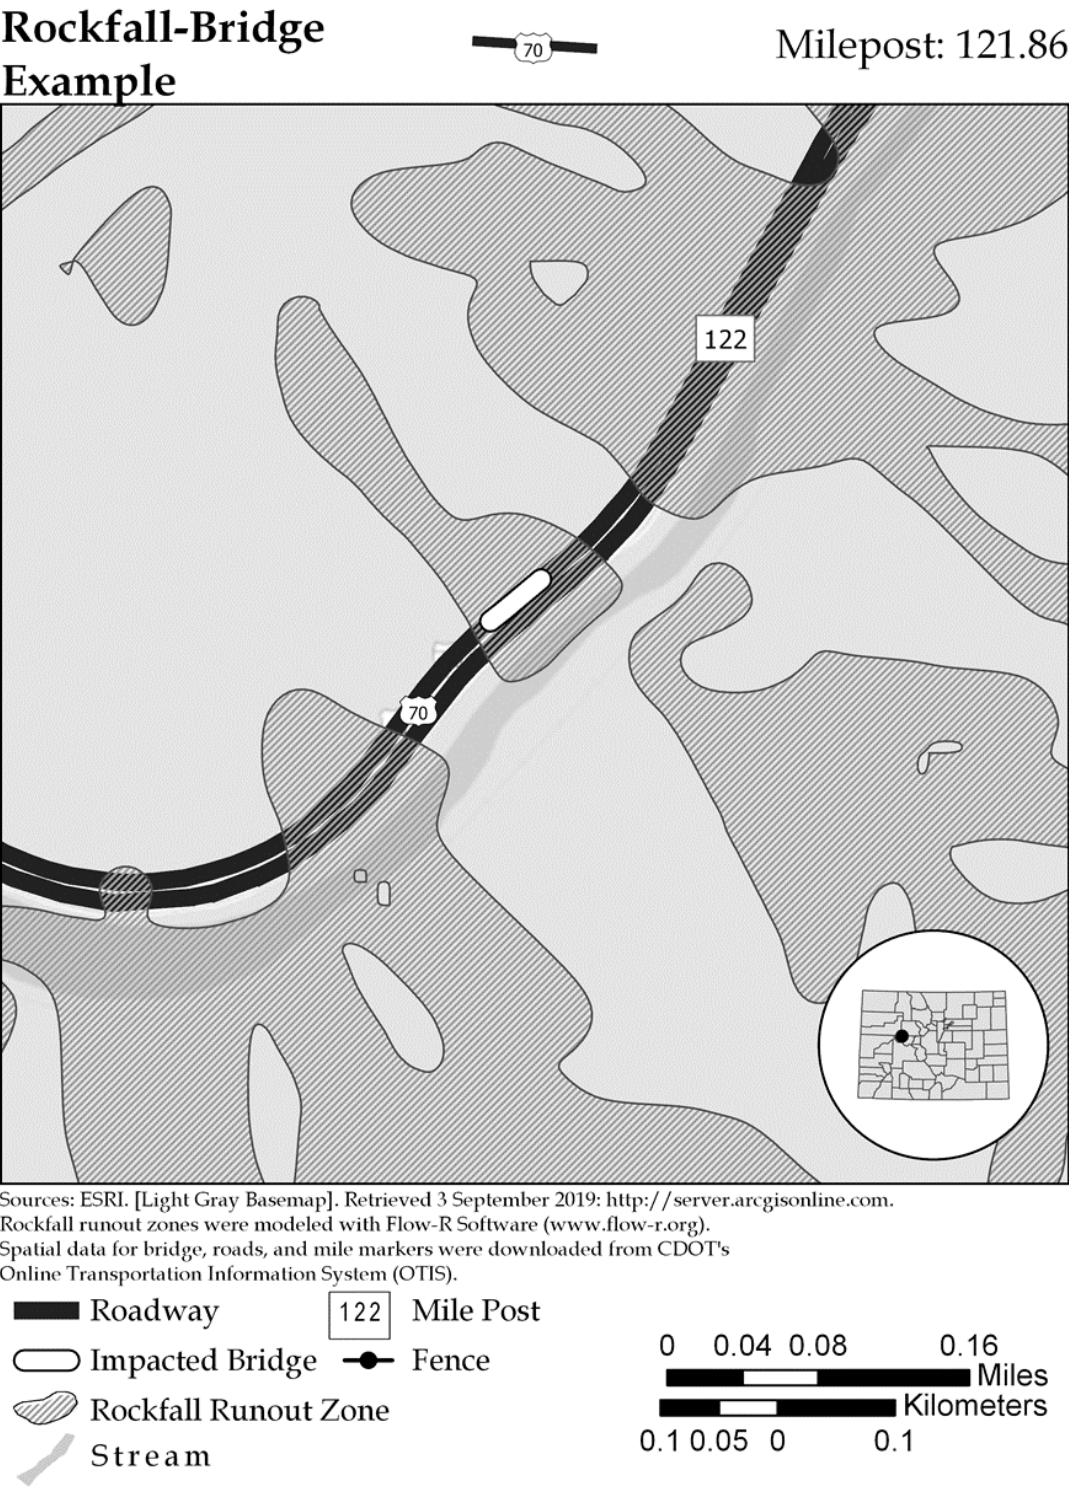 Rockfall-Bridge
Example
70
Milepost: 121.86
122
70
Sources: ESRI. [Light Gray Basemap]. Retrieved 3 September 2019: http://server.arcgisonline.com.
Rockfall runout zones were modeled with Flow-R Software (www.flow-r.org).
Spatial data for bridge, roads, and mile markers were downloaded from CDOT's
Online Transportation Information System (OTIS).
Roadway
122 Mile Post
Impacted Bridge
Fence
Rockfall Runout Zone
Stream
0 0.04 0.08 0.16
Miles
Kilometers
0.1 0.05 0 0.1